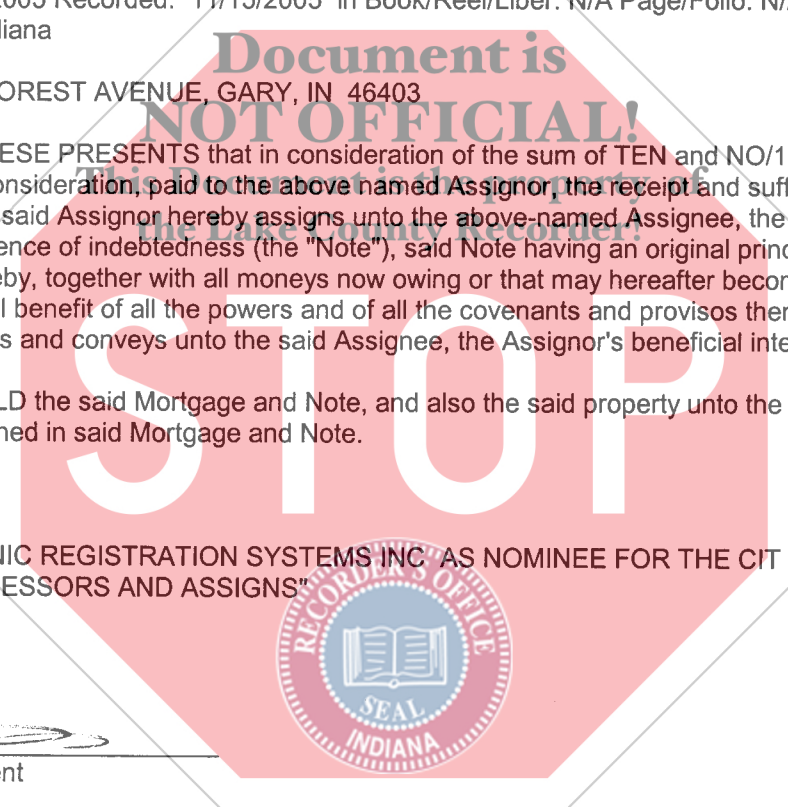 2005 Recorded: 11/15/2005 in Book/Reel/Liber: N/A Page/Folio: N/
diana
Document is
OREST AVENUE, GARY, IN 46403
NOT OFFICIAL!
ESE PRESENTS that in consideration of the sum of TEN and NO/1
onsideration, paid to the above named Assignor, the receipt and suff
This Document is the property of
said Assignor hereby assigns unto the above-named Assignee, the
the Lake County Recorder!
ence of indebtedness (the "Note"), said Note having an original princ
eby, together with all moneys now owing or that may hereafter becom
l benefit of all the powers and of all the covenants and provisos ther
s and conveys unto the said Assignee, the Assignor's beneficial inte
STOP
LD the said Mortgage and Note, and also the said property unto the
ned in said Mortgage and Note.
NIC REGISTRATION SYSTEMS INC AS NOMINEE FOR THE CIT
ESSORS AND ASSIGNS"
RECORDER'S OFFICE
SEAL
INDIANA
ent